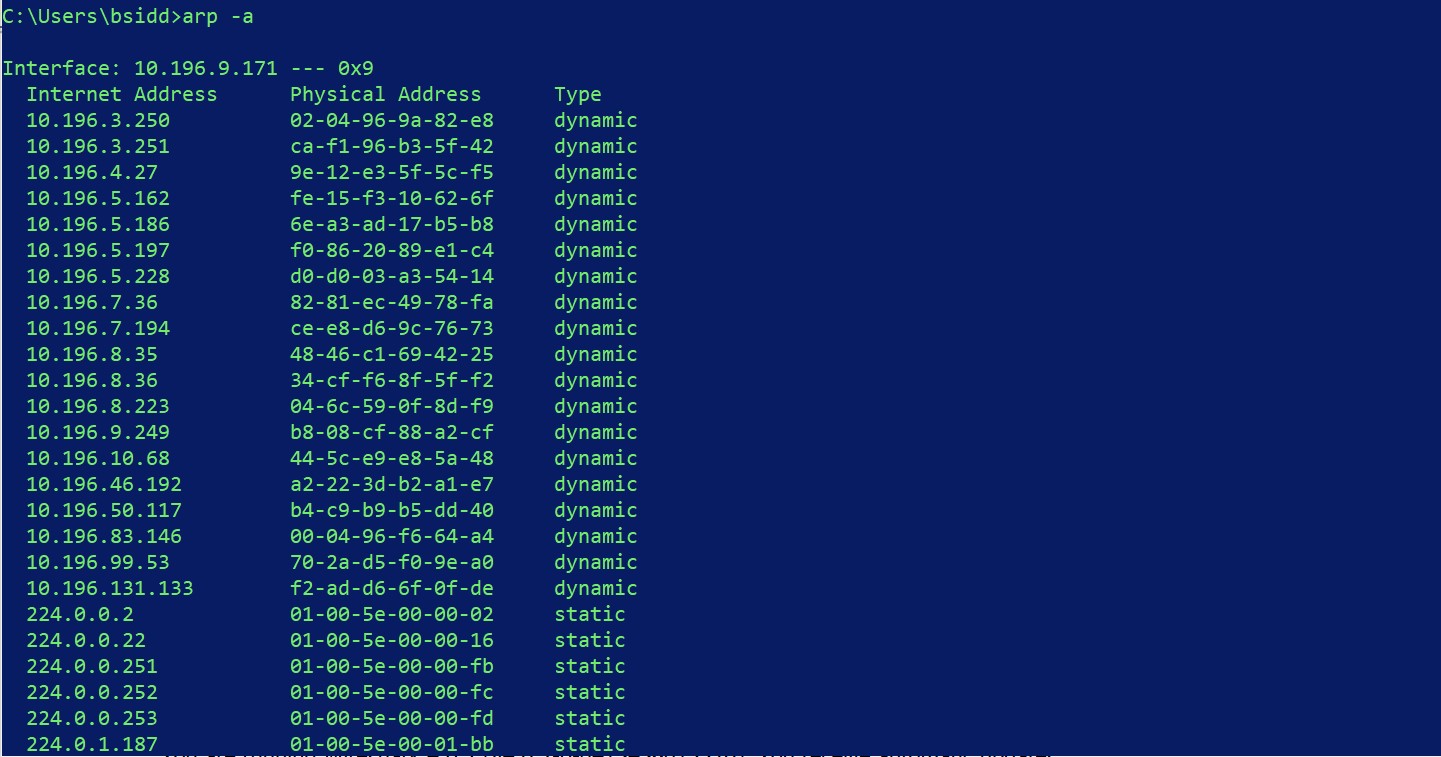 C:\Users\bsidd>arp -a
Interface: 10.196.9.171 --- 0x9
Internet Address Physical Address Type
10.196.3.250 02-04-96-9a-82-e8 dynamic
10.196.3.251 ca-f1-96-b3-5f-42 dynamic
10.196.4.27 9e-12-e3-5f-5c-f5 dynamic
10.196.5.162 fe-15-f3-10-62-6f dynamic
10.196.5.186 6e-a3-ad-17-b5-b8 dynamic
10.196.5.197 f0-86-20-89-e1-c4 dynamic
10.196.5.228 d0-d0-03-a3-54-14 dynamic
10.196.7.36 82-81-ec-49-78-fa dynamic
10.196.7.194 ce-e8-d6-9c-76-73 dynamic
10.196.8.35 48-46-c1-69-42-25 dynamic
10.196.8.36 34-cf-f6-8f-5f-f2 dynamic
10.196.8.223 04-6c-59-0f-8d-f9 dynamic
10.196.9.249 b8-08-cf-88-a2-cf dynamic
10.196.10.68 44-5c-e9-e8-5a-48 dynamic
10.196.46.192 a2-22-3d-b2-a1-e7 dynamic
10.196.50.117 b4-c9-b9-b5-dd-40 dynamic
10.196.83.146 00-04-96-f6-64-a4 dynamic
10.196.99.53 70-2a-d5-f0-9e-a0 dynamic
10.196.131.133 f2-ad-d6-6f-0f-de dynamic
224.0.0.2 01-00-5e-00-00-02 static
224.0.0.22 01-00-5e-00-00-16 static
224.0.0.251 01-00-5e-00-00-fb static
224.0.0.252 01-00-5e-00-00-fc static
224.0.0.253 01-00-5e-00-00-fd static
224.0.1.187 01-00-5e-00-01-bb static